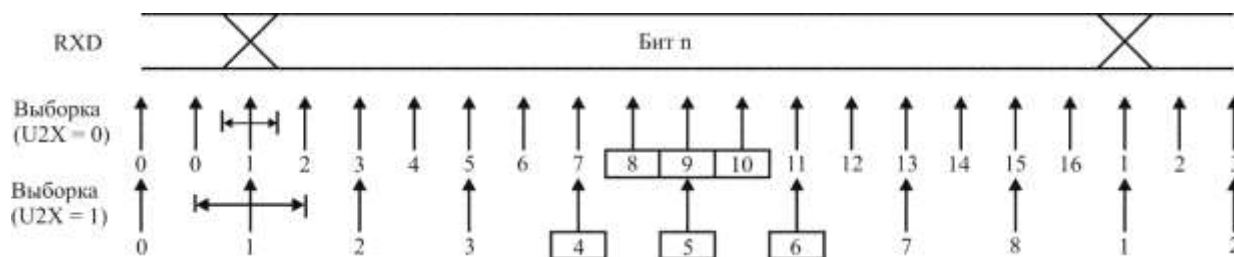 RXD Бит n
Выборка
(U2X = 0)
0 0 1 2 3 4 5 6 7 8 9 10 11 12 13 14 15 16 1 2 3
Выборка
(U2X = 1)
0 1 2 3 4 5 6 7 8 1 2